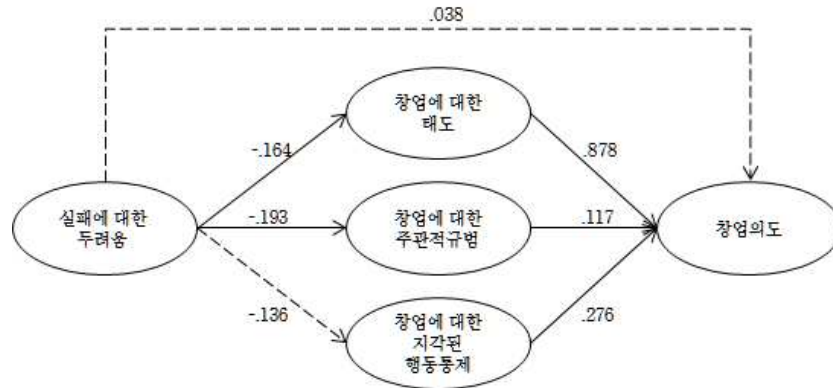 .038
창업에 대한
태도
-.164
.878
실패에 대한
두려움
-.193
창업에 대한
주관적규범
.117
창업의도
-.136
창업에 대한
지각된
행동통제
.276